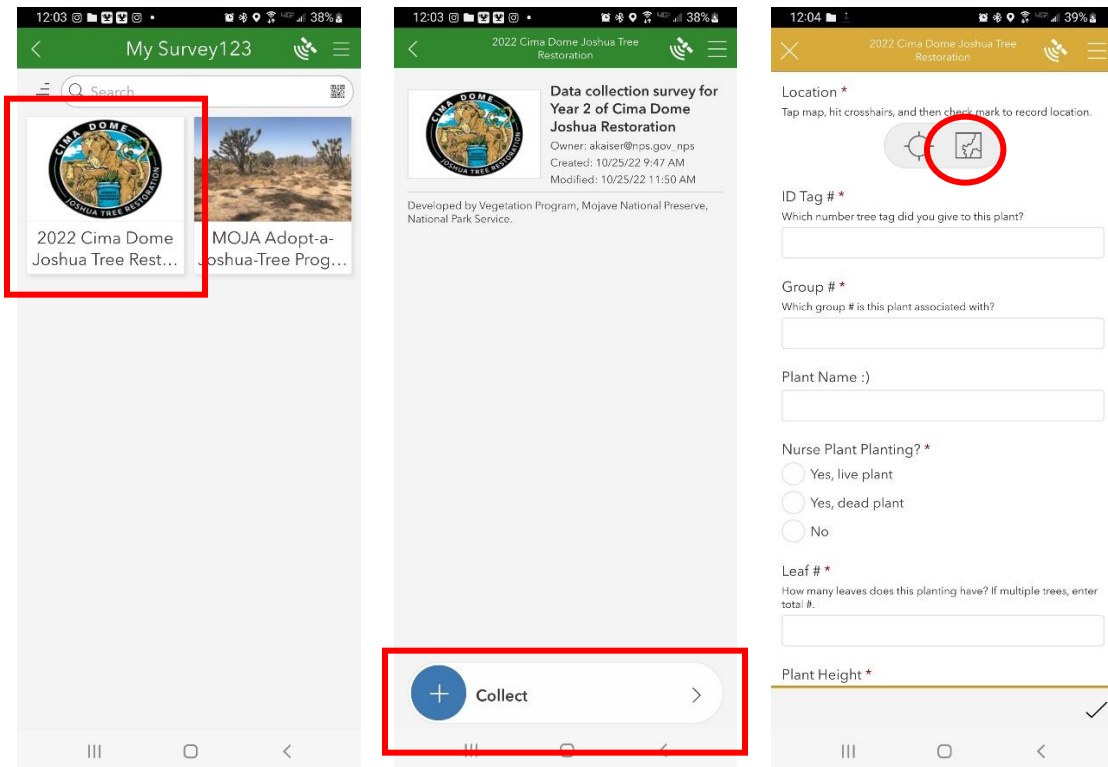 12:03
38%
My Survey123
Search
CIMA DOME
JOSHUA TREE RESTORATION
2022 Cima Dome
Joshua Tree Rest...
MOJA Adopt-a-
Joshua-Tree Prog...
12:03
38%
2022 Cima Dome Joshua Tree
Restoration
CIMA DOME
JOSHUA TREE RESTORATION
Data collection survey for
Year 2 of Cima Dome
Joshua Restoration
Owner: akaiser@nps.gov_nps
Created: 10/25/22 9:47 AM
Modified: 10/25/22 11:50 AM
Developed by Vegetation Program, Mojave National Preserve,
National Park Service.
Collect
12:04
39%
2022 Cima Dome Joshua Tree
Restoration
Location *
Tap map, hit crosshairs, and then check mark to record location.
ID Tag # *
Which number tree tag did you give to this plant?
Group # *
Which group # is this plant associated with?
Plant Name :)
Nurse Plant Planting? *
Yes, live plant
Yes, dead plant
No
Leaf # *
How many leaves does this planting have? If multiple trees, enter
total #.
Plant Height *